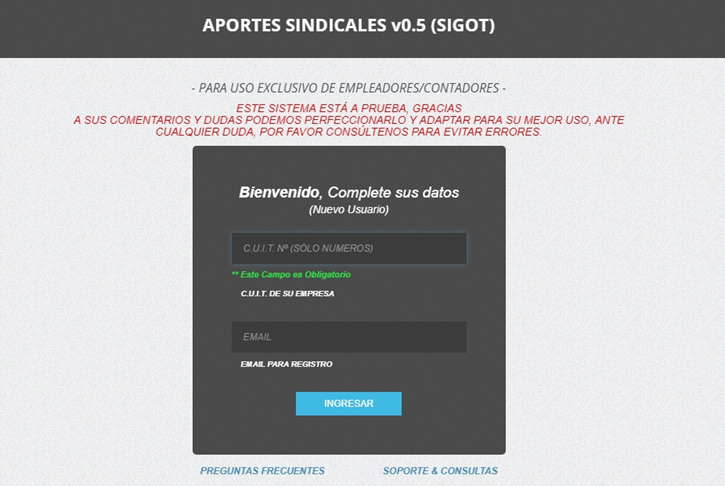 APORTES SINDICALES v0.5 (SIGOT)
- PARA USO EXCLUSIVO DE EMPLEADORES/CONTADORES -
ESTE SISTEMA ESTÁ A PRUEBA, GRACIAS
A SUS COMENTARIOS Y DUDAS PODEMOS PERFECCIONARLO Y ADAPTAR PARA SU MEJOR USO, ANTE
CUALQUIER DUDA, POR FAVOR CONSÚLTENOS PARA EVITAR ERRORES.
Bienvenido, Complete sus datos
(Nuevo Usuario)
C.U.I.T. Nº (SÓLO NUMEROS)
** Este Campo es Obligatorio
C.U.I.T. DE SU EMPRESA
EMAIL
EMAIL PARA REGISTRO
INGRESAR
PREGUNTAS FRECUENTES SOPORTE & CONSULTAS